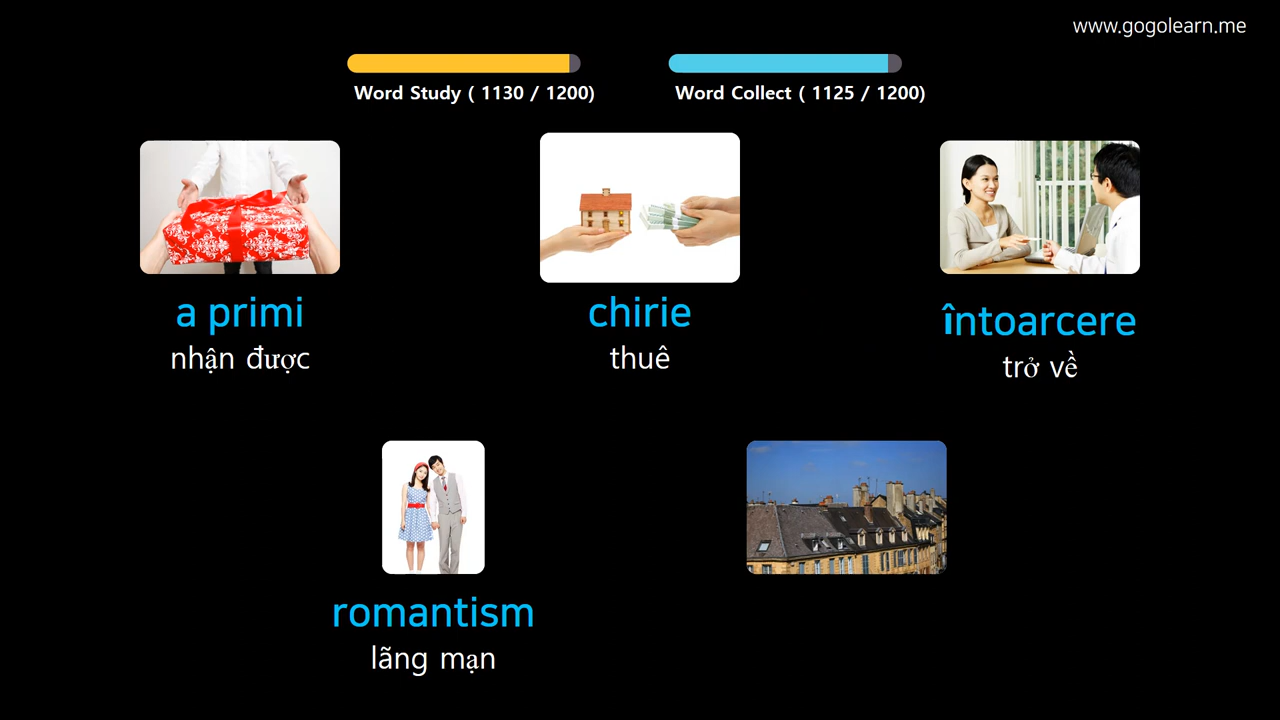 www.gogolearn.me
Word Study ( 1130 / 1200)
Word Collect ( 1125 / 1200)
a primi
nhận được
chirie
thuê
întoarcere
trở về
romantism
lãng mạn